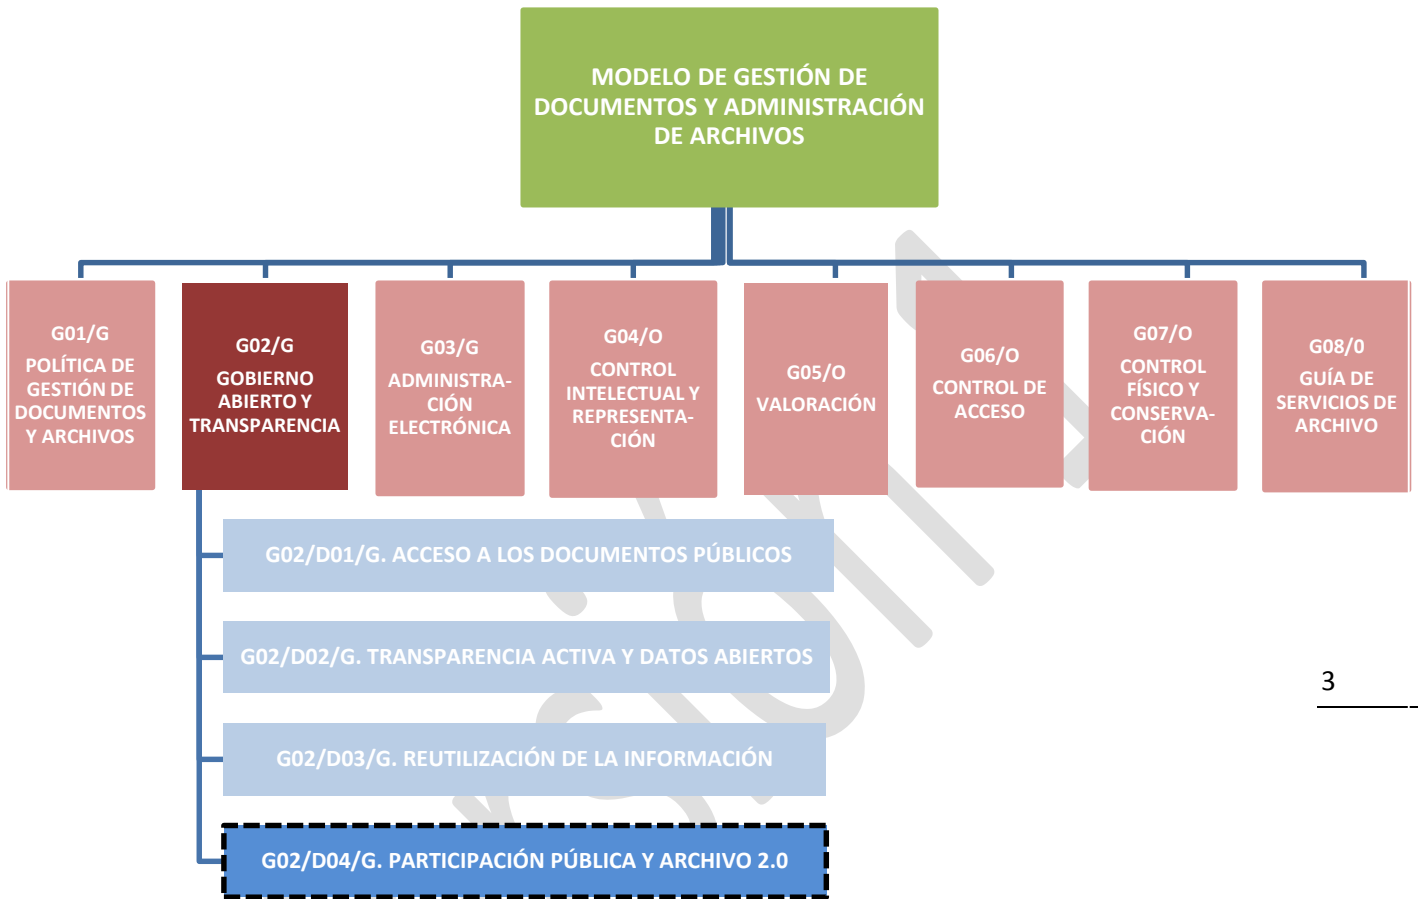 MODELO DE GESTIÓN DE
DOCUMENTOS Y ADMINISTRACIÓN
DE ARCHIVOS
G01/G
POLÍTICA DE
GESTIÓN DE
DOCUMENTOS
Y ARCHIVOS
G02/G
GOBIERNO
ABIERTO Y
TRANSPARENCIA
G03/G
ADMINISTRA-
CIÓN
ELECTRÓNICA
G04/O
CONTROL
INTELECTUAL Y
REPRESENTA-
CIÓN
G05/O
VALORACIÓN
G06/O
CONTROL DE
ACCESO
G07/O
CONTROL
FÍSICO Y
CONSERVA-
CIÓN
G08/0
GUÍA DE
SERVICIOS DE
ARCHIVO
G02/D01/G. ACCESO A LOS DOCUMENTOS PÚBLICOS
G02/D02/G. TRANSPARENCIA ACTIVA Y DATOS ABIERTOS
3
G02/D03/G. REUTILIZACIÓN DE LA INFORMACIÓN
G02/D04/G. PARTICIPACIÓN PÚBLICA Y ARCHIVO 2.0